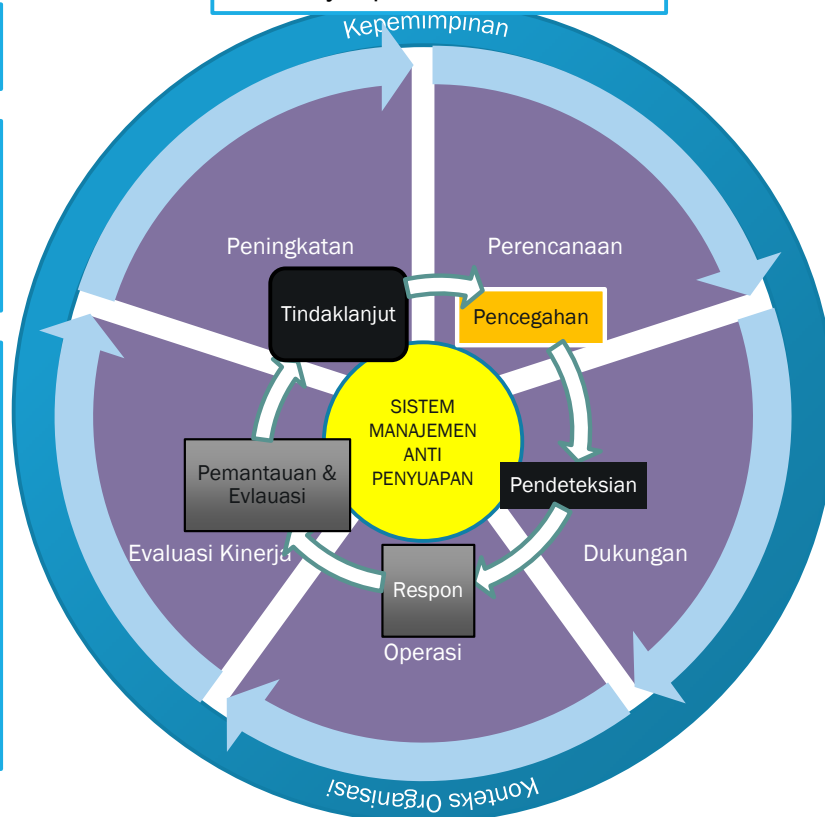 Kepemimpinan
Peningkatan
Perencanaan
Tindaklanjut
Pencegahan
SISTEM
MANAJEMEN
ANTI
PENYUAPAN
Pemantauan &
Evlauasi
Pendeteksian
Evaluasi Kinerja
Dukungan
Respon
Operasi
Konteks Organisasi